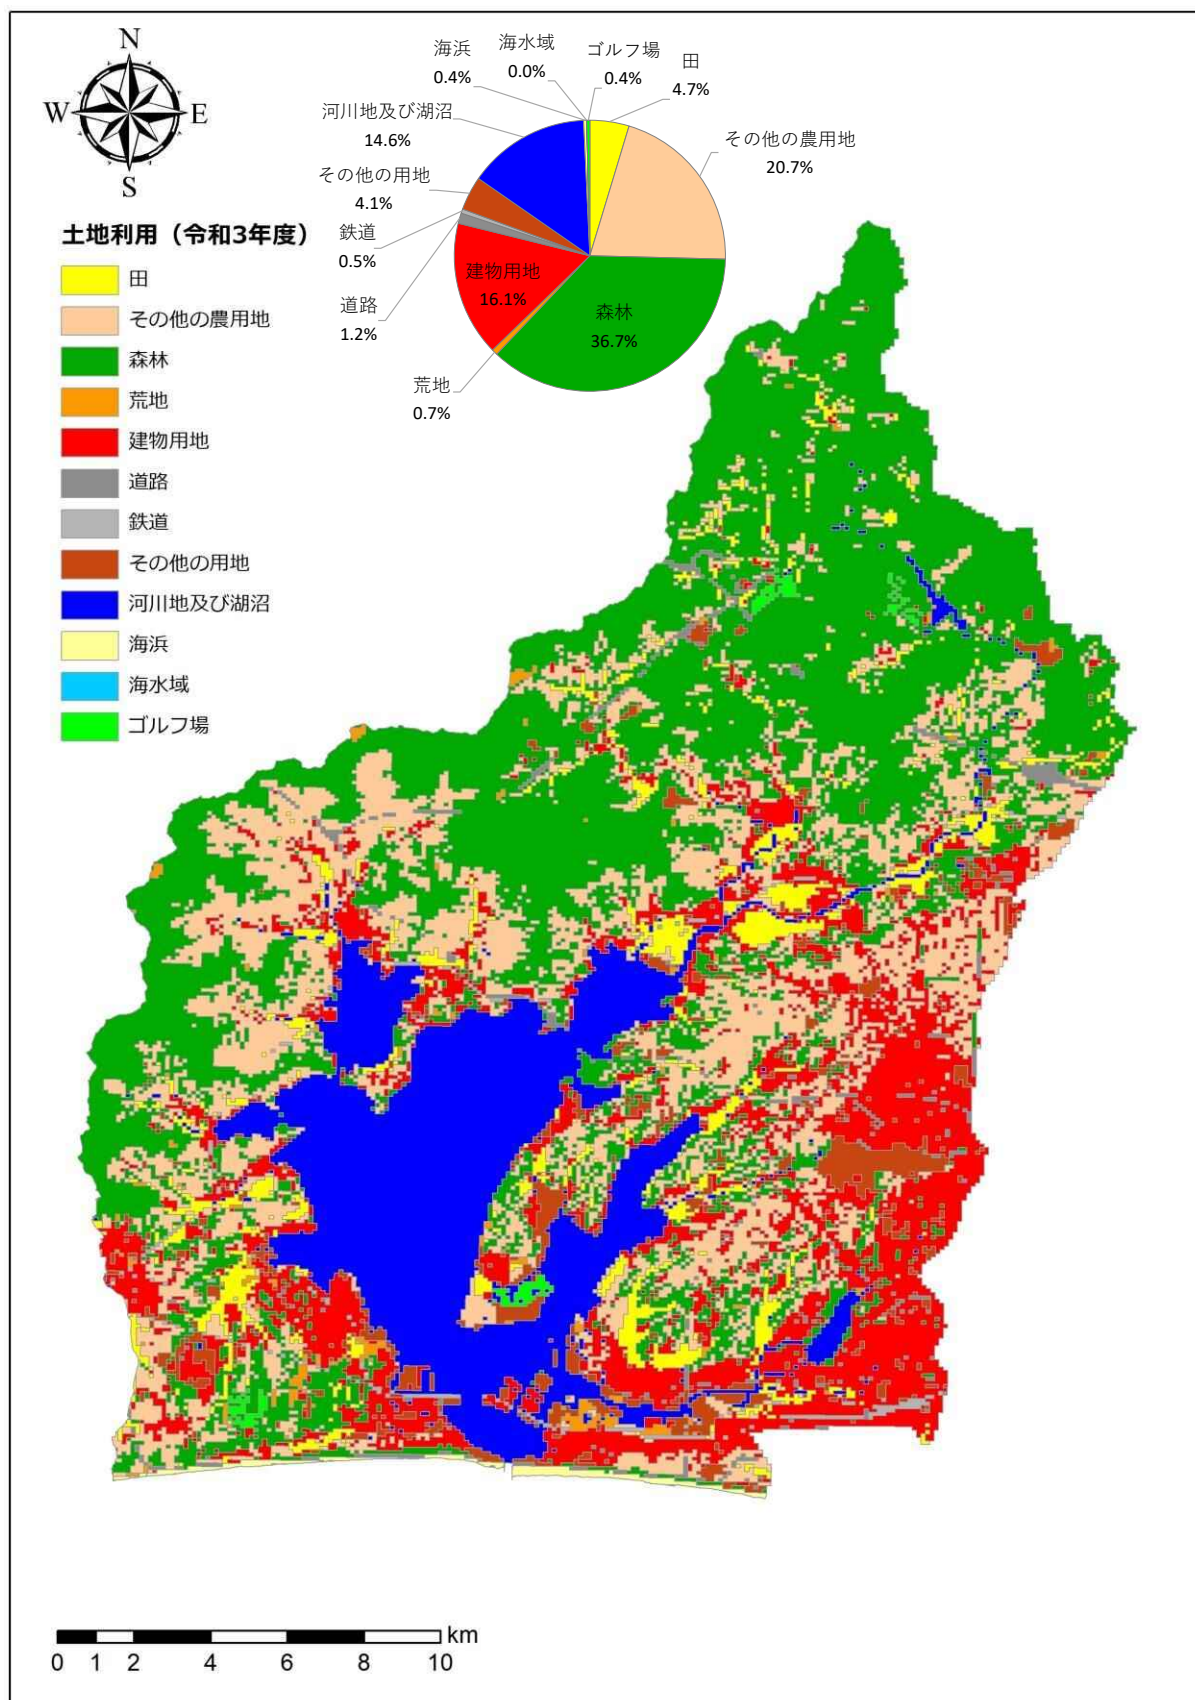 N
W
E
S
海浜
0.4%
海水域
0.0%
ゴルフ場
0.4%
田
4.7%
河川地及び湖沼
14.6%
その他の農用地
20.7%
その他の用地
4.1%
鉄道
0.5%
建物用地
16.1%
道路
1.2%
森林
36.7%
荒地
0.7%
土地利用（令和3年度）
田
その他の農用地
森林
荒地
建物用地
道路
鉄道
その他の用地
河川地及び湖沼
海浜
海水域
ゴルフ場
km
0 1 2 4 6 8 10